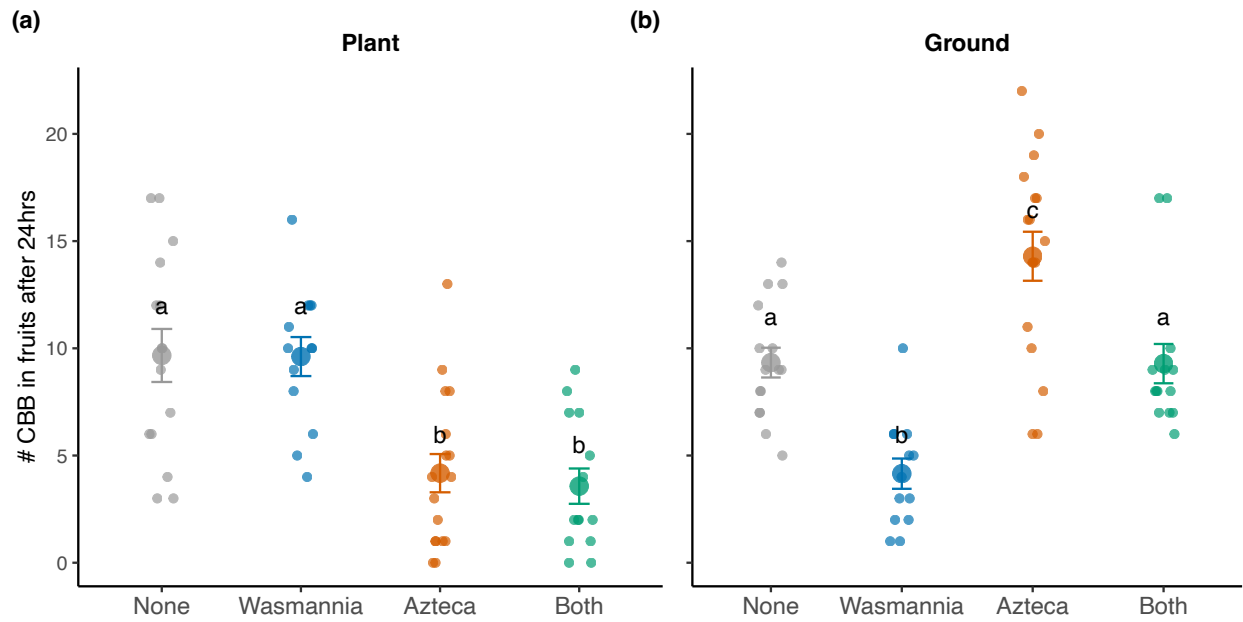 (a)
Plant
# CBB in fruits after 24hrs
20
15
10
5
0
a
a
b
b
None
Wasmannia
Azteca
Both
(b)
Ground
a
b
c
a
None
Wasmannia
Azteca
Both